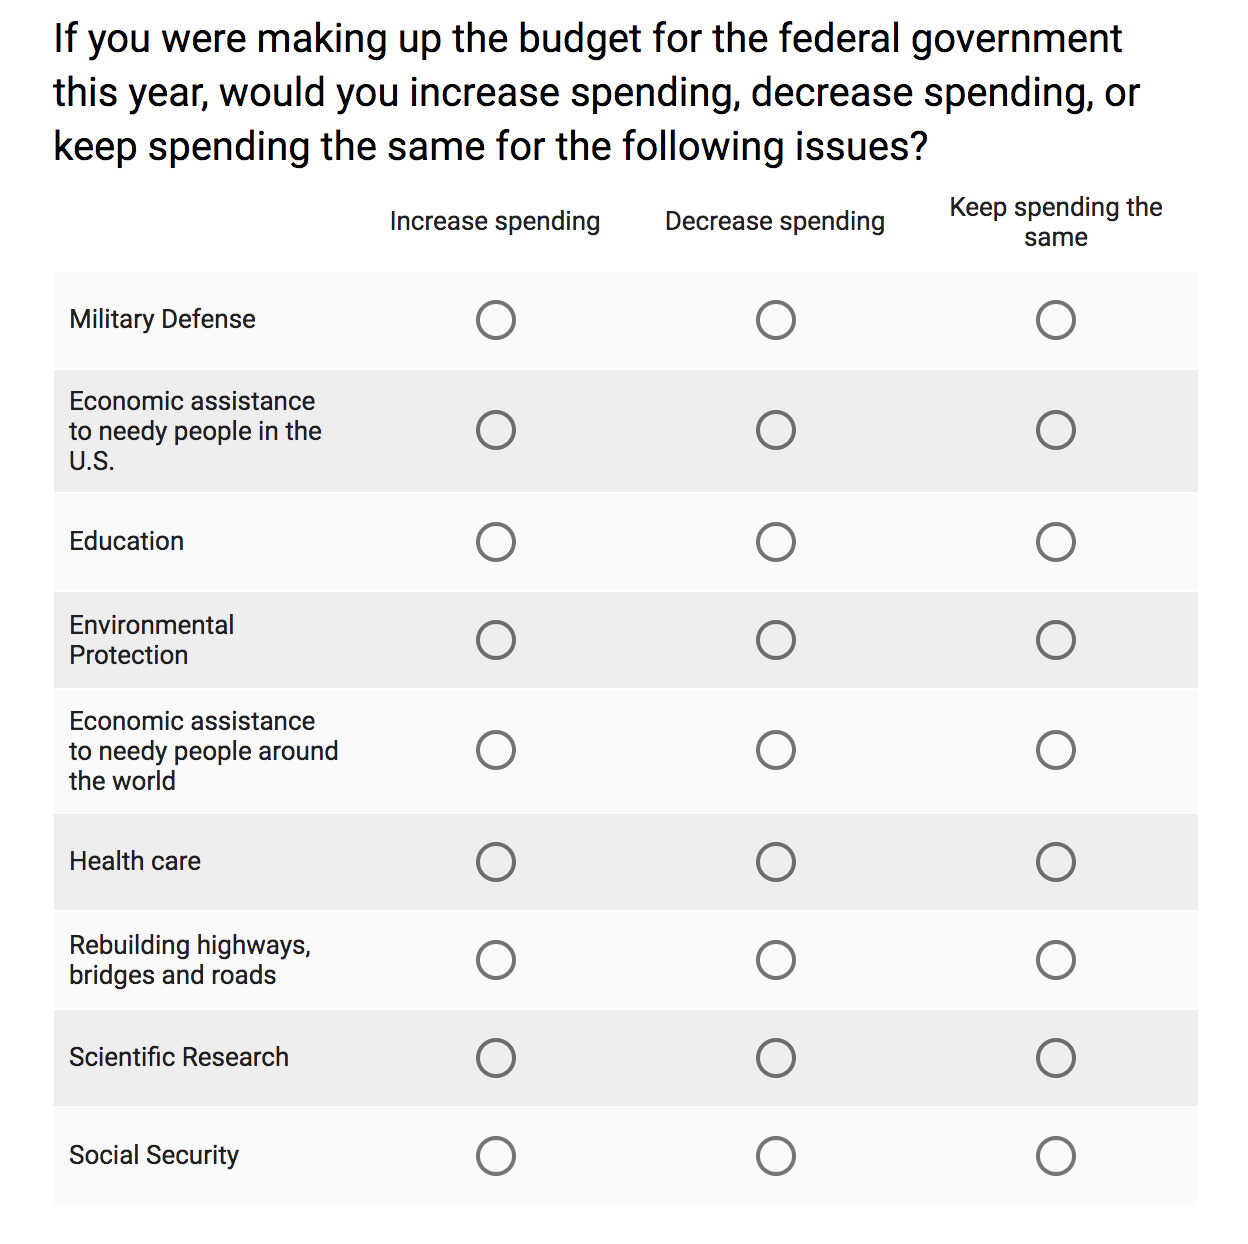 If you were making up the budget for the federal government
this year, would you increase spending, decrease spending, or
keep spending the same for the following issues?
Increase spending
Decrease spending
Keep spending the
same
Military Defense
Economic assistance
to needy people in the
U.S.
Education
Environmental
Protection
Economic assistance
to needy people around
the world
Health care
Rebuilding highways,
bridges and roads
Scientific Research
Social Security